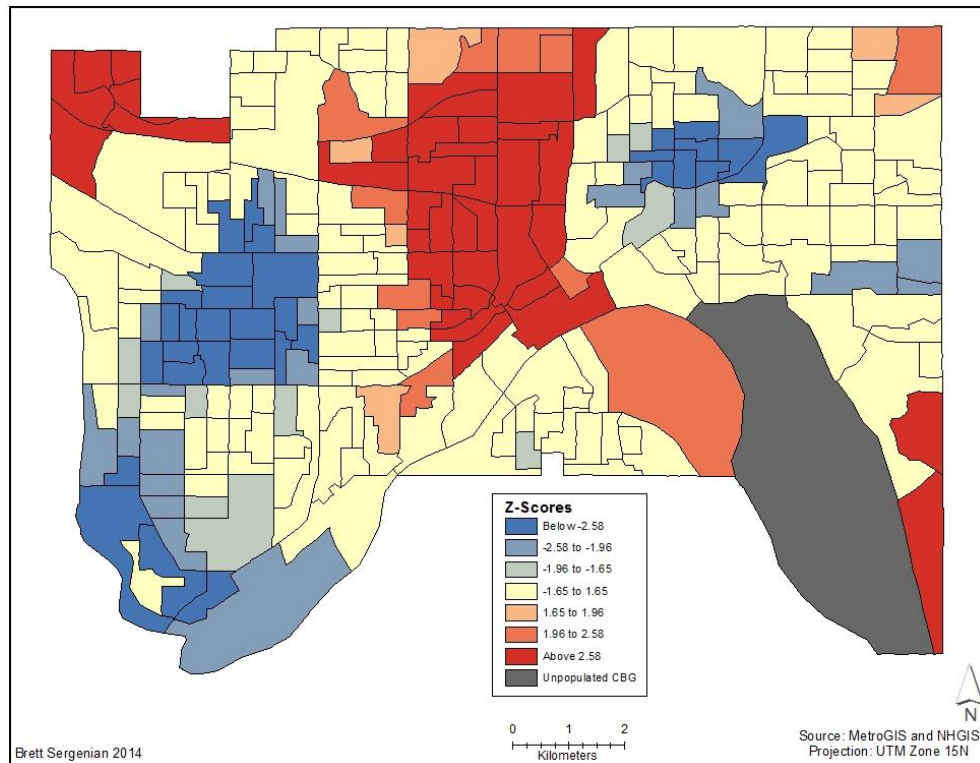 Z-Scores
Below -2.58
-2.58 to -1.96
-1.96 to -1.65
-1.65 to 1.65
1.65 to 1.96
1.96 to 2.58
Above 2.58
Unpopulated CBG
0 1 2
Kilometers
N
Brett Sergenian 2014
Source: MetroGIS and NHGIS
Projection: UTM Zone 15N